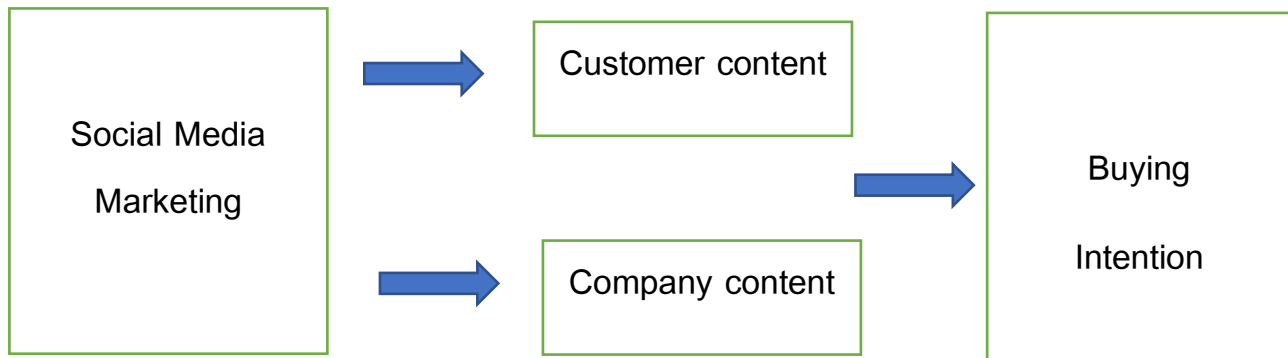 Social Media
Marketing
Customer content
Company content
Buying
Intention